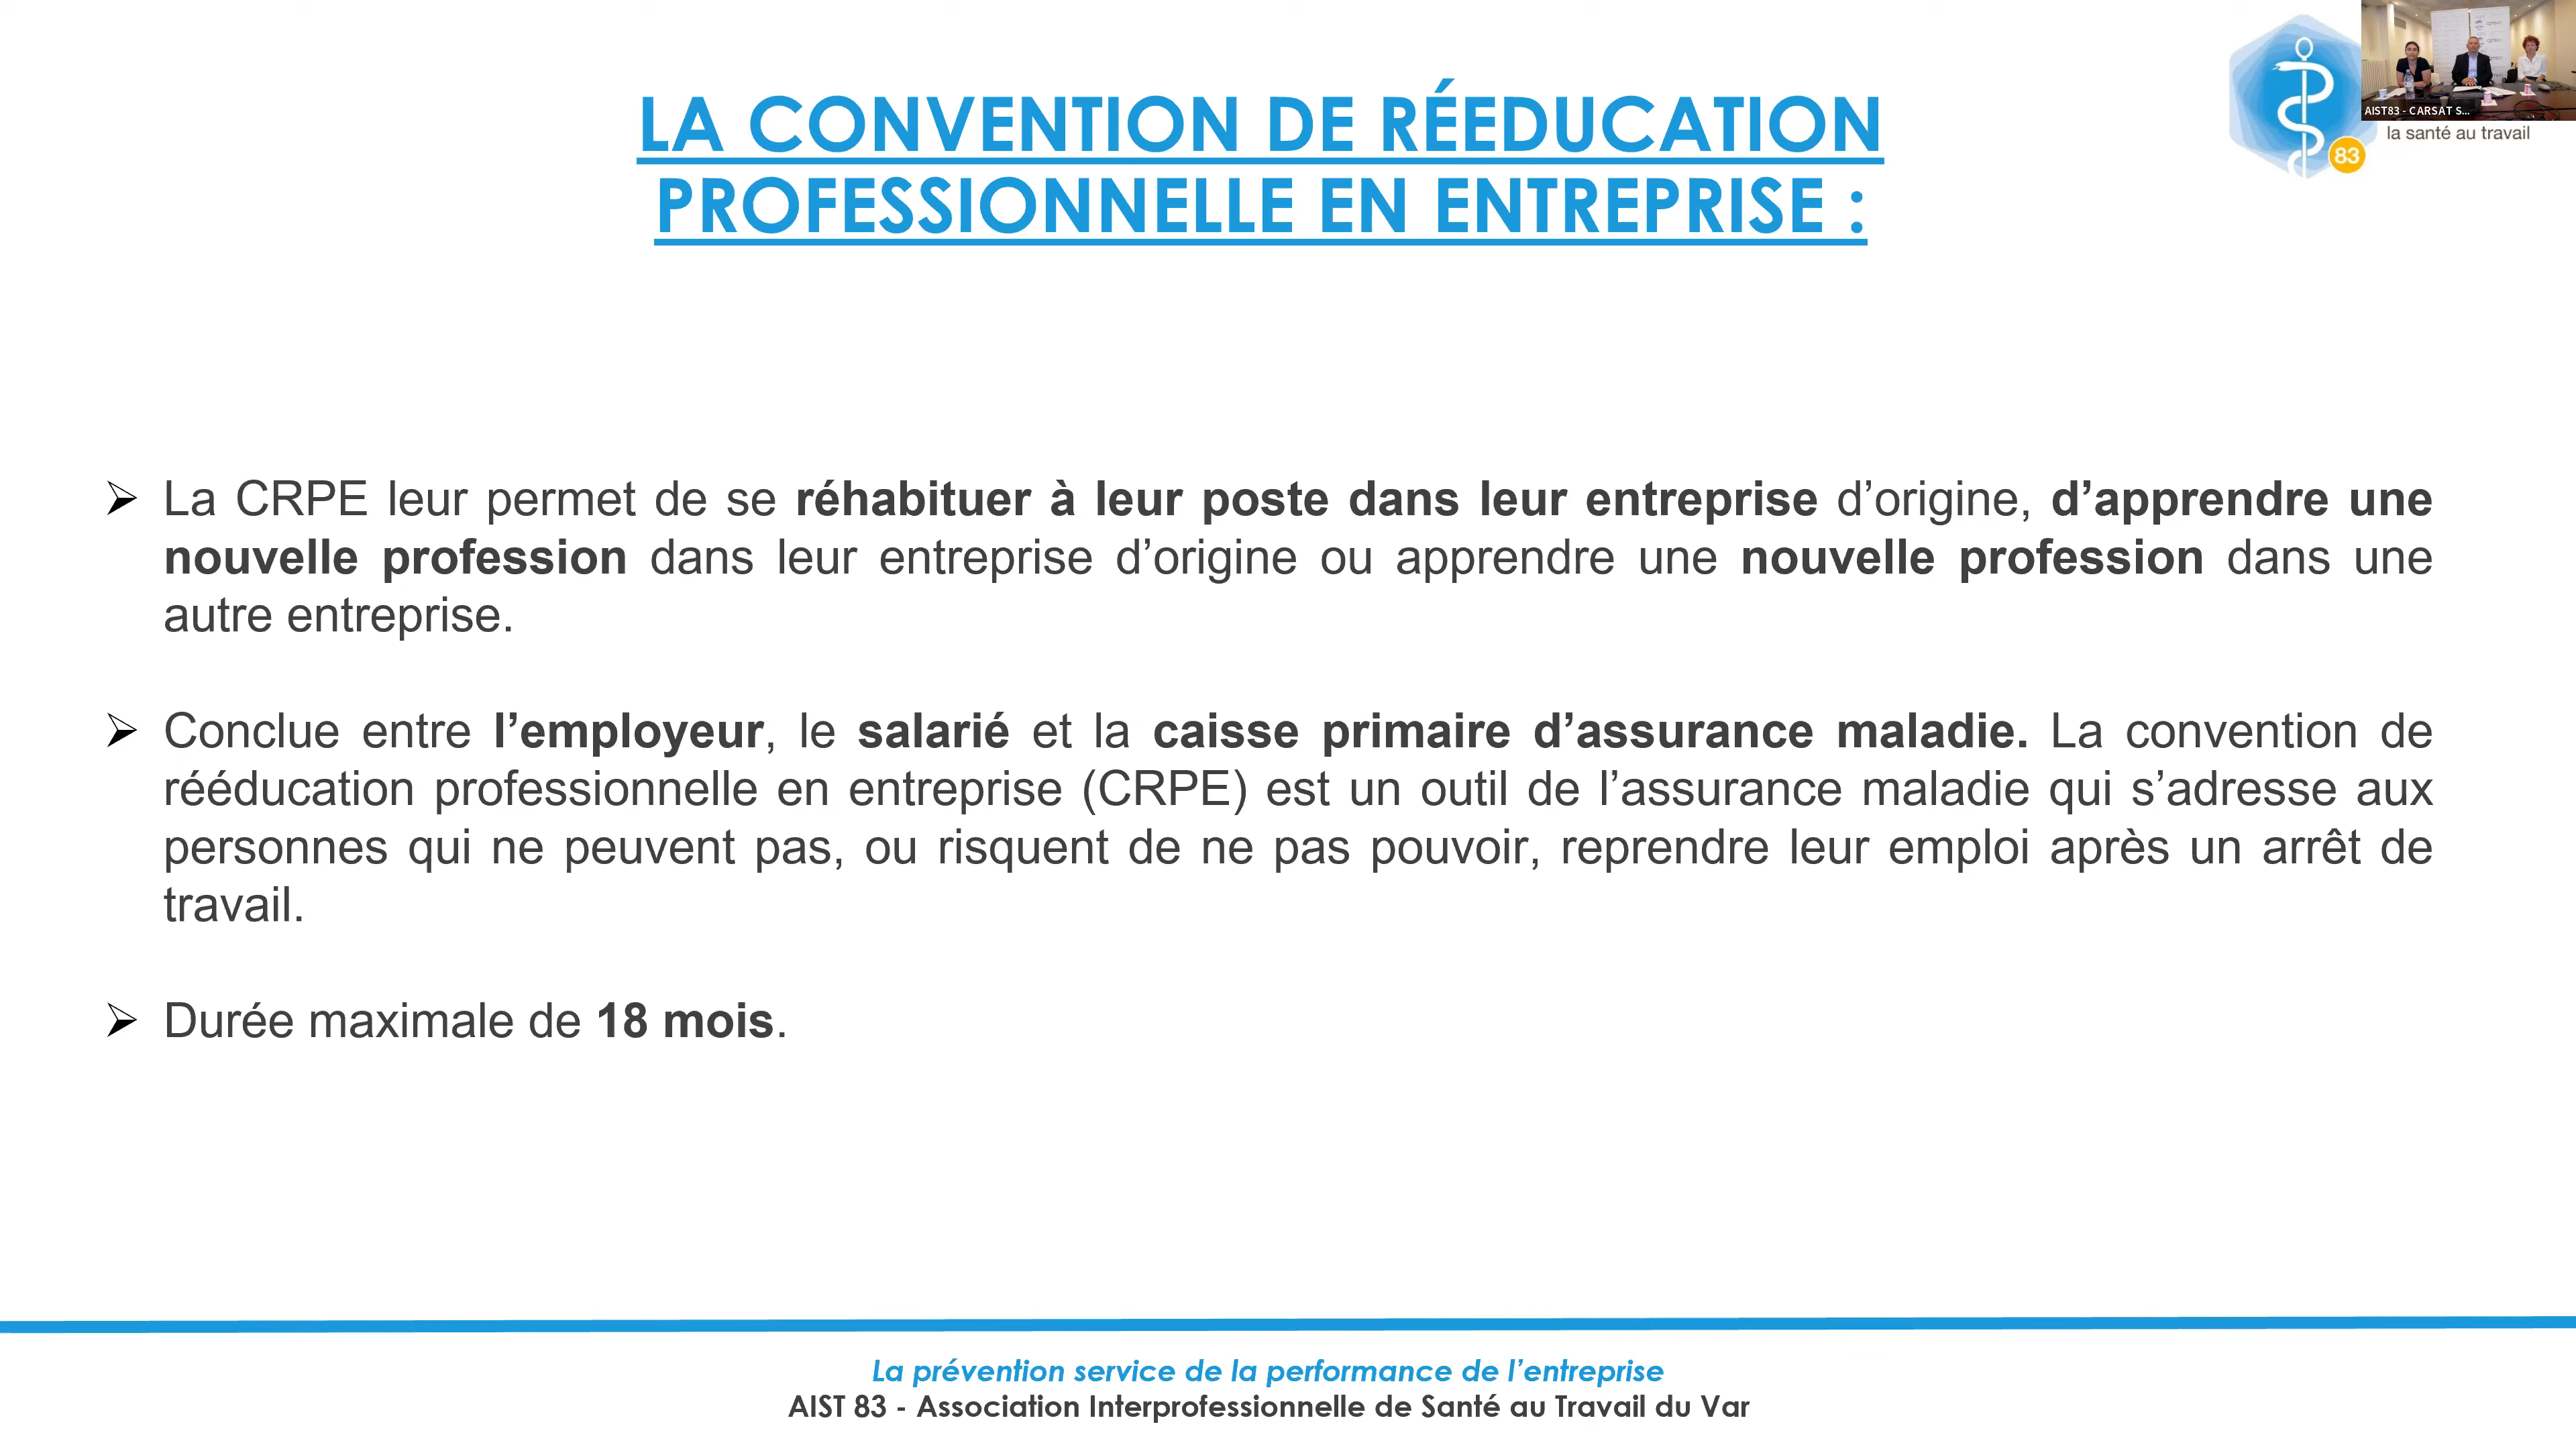 LA CONVENTION DE RÉEDUCATION
PROFESSIONNELLE EN ENTREPRISE :
AIST83 - CARSAT S...
la santé au travail
83
➢ La CRPE leur permet de se réhabituer à leur poste dans leur entreprise d’origine, d’apprendre une
nouvelle profession dans leur entreprise d’origine ou apprendre une nouvelle profession dans une
autre entreprise.
➢ Conclue entre l’employeur, le salarié et la caisse primaire d’assurance maladie. La convention de
rééducation professionnelle en entreprise (CRPE) est un outil de l’assurance maladie qui s’adresse aux
personnes qui ne peuvent pas, ou risquent de ne pas pouvoir, reprendre leur emploi après un arrêt de
travail.
➢ Durée maximale de 18 mois.
La prévention service de la performance de l’entreprise
AIST 83 - Association Interprofessionnelle de Santé au Travail du Var